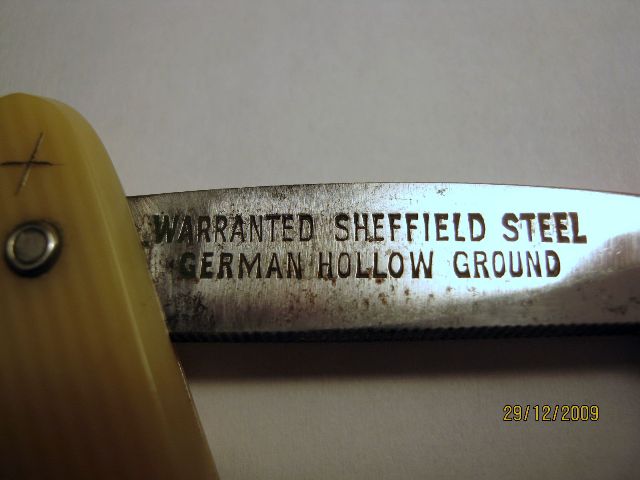 WARRANTED SHEFFIELD STEEL
GERMAN HOLLOW GROUND
29/12/2009